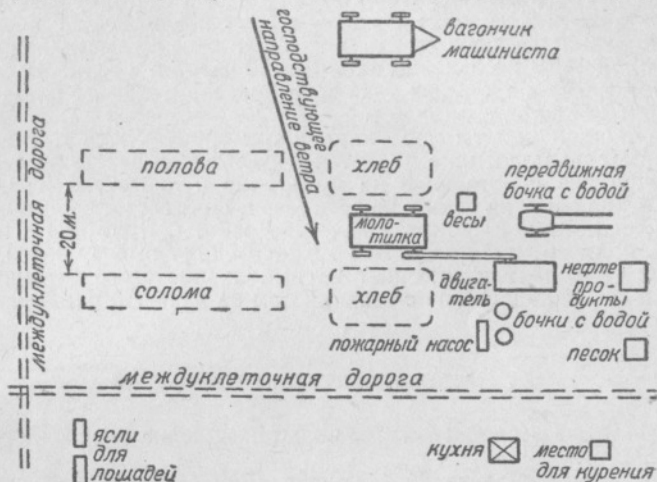 вагончик
машиниста
господствующее
направление ветра
полова
хлеб
передвижная
бочка с водой
весы
моло-
тилка
←20 м.→
междуклеточная дорога
солома
хлеб
двига-
тель
нефте
про-
дукты
бочки с водой
пожарный насос
песок
междуклеточная дорога
ясли
для
лошадей
кухня
место
для курения